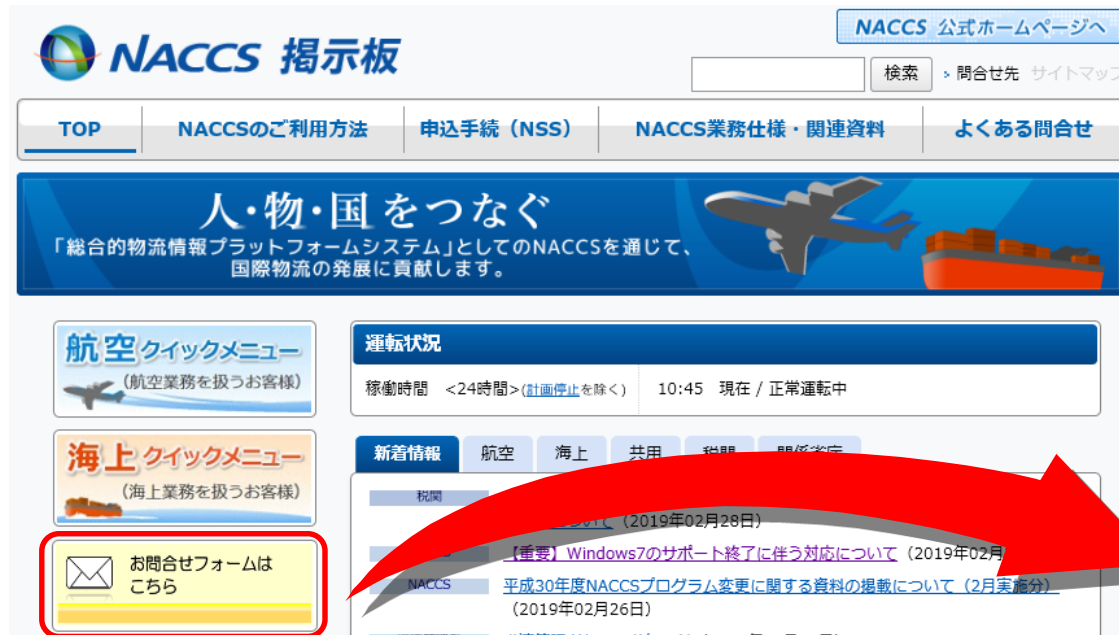 NACCS 公式ホームページへ
NACCS 掲示板
検索
問合せ先 サイトマップ
TOP
NACCSのご利用方法
申込手続（NSS）
NACCS業務仕様・関連資料
よくある問合せ
人・物・国 をつなぐ
「総合的物流情報プラットフォームシステム」としてのNACCSを通じて、
国際物流の発展に貢献します。
航空クイックメニュー
（航空業務を扱うお客様）
運転状況
稼働時間 <24時間>(計画停止を除く) 10:45 現在 / 正常運転中
海上クイックメニュー
（海上業務を扱うお客様）
新着情報 航空 海上 共用 税関 関係省庁
税関
ついて（2019年02月28日）
【重要】Windows7のサポート終了に伴う対応について（2019年02月
お問合せフォームは
こちら
NACCS 平成30年度NACCSプログラム変更に関する資料の掲載について（2月実施分）
（2019年02月26日）